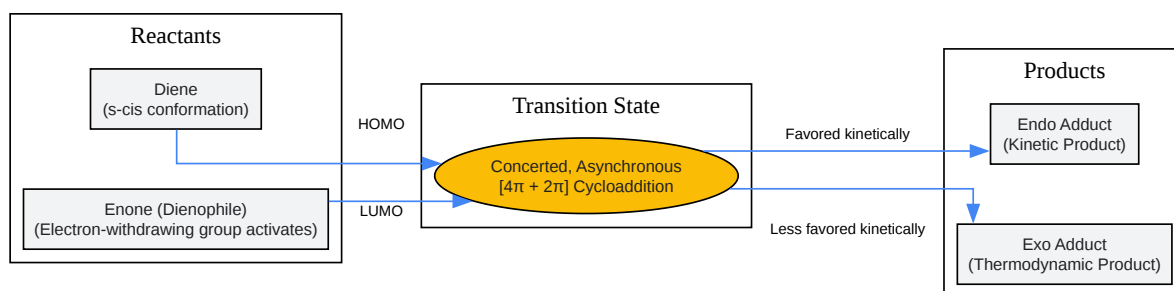 Reactants
Diene
(s-cis conformation)
Enone (Dienophile)
(Electron-withdrawing group activates)
HOMO
LUMO
Transition State
Concerted, Asynchronous
[4π + 2π] Cycloaddition
Favored kinetically
Less favored kinetically
Products
Endo Adduct
(Kinetic Product)
Exo Adduct
(Thermodynamic Product)